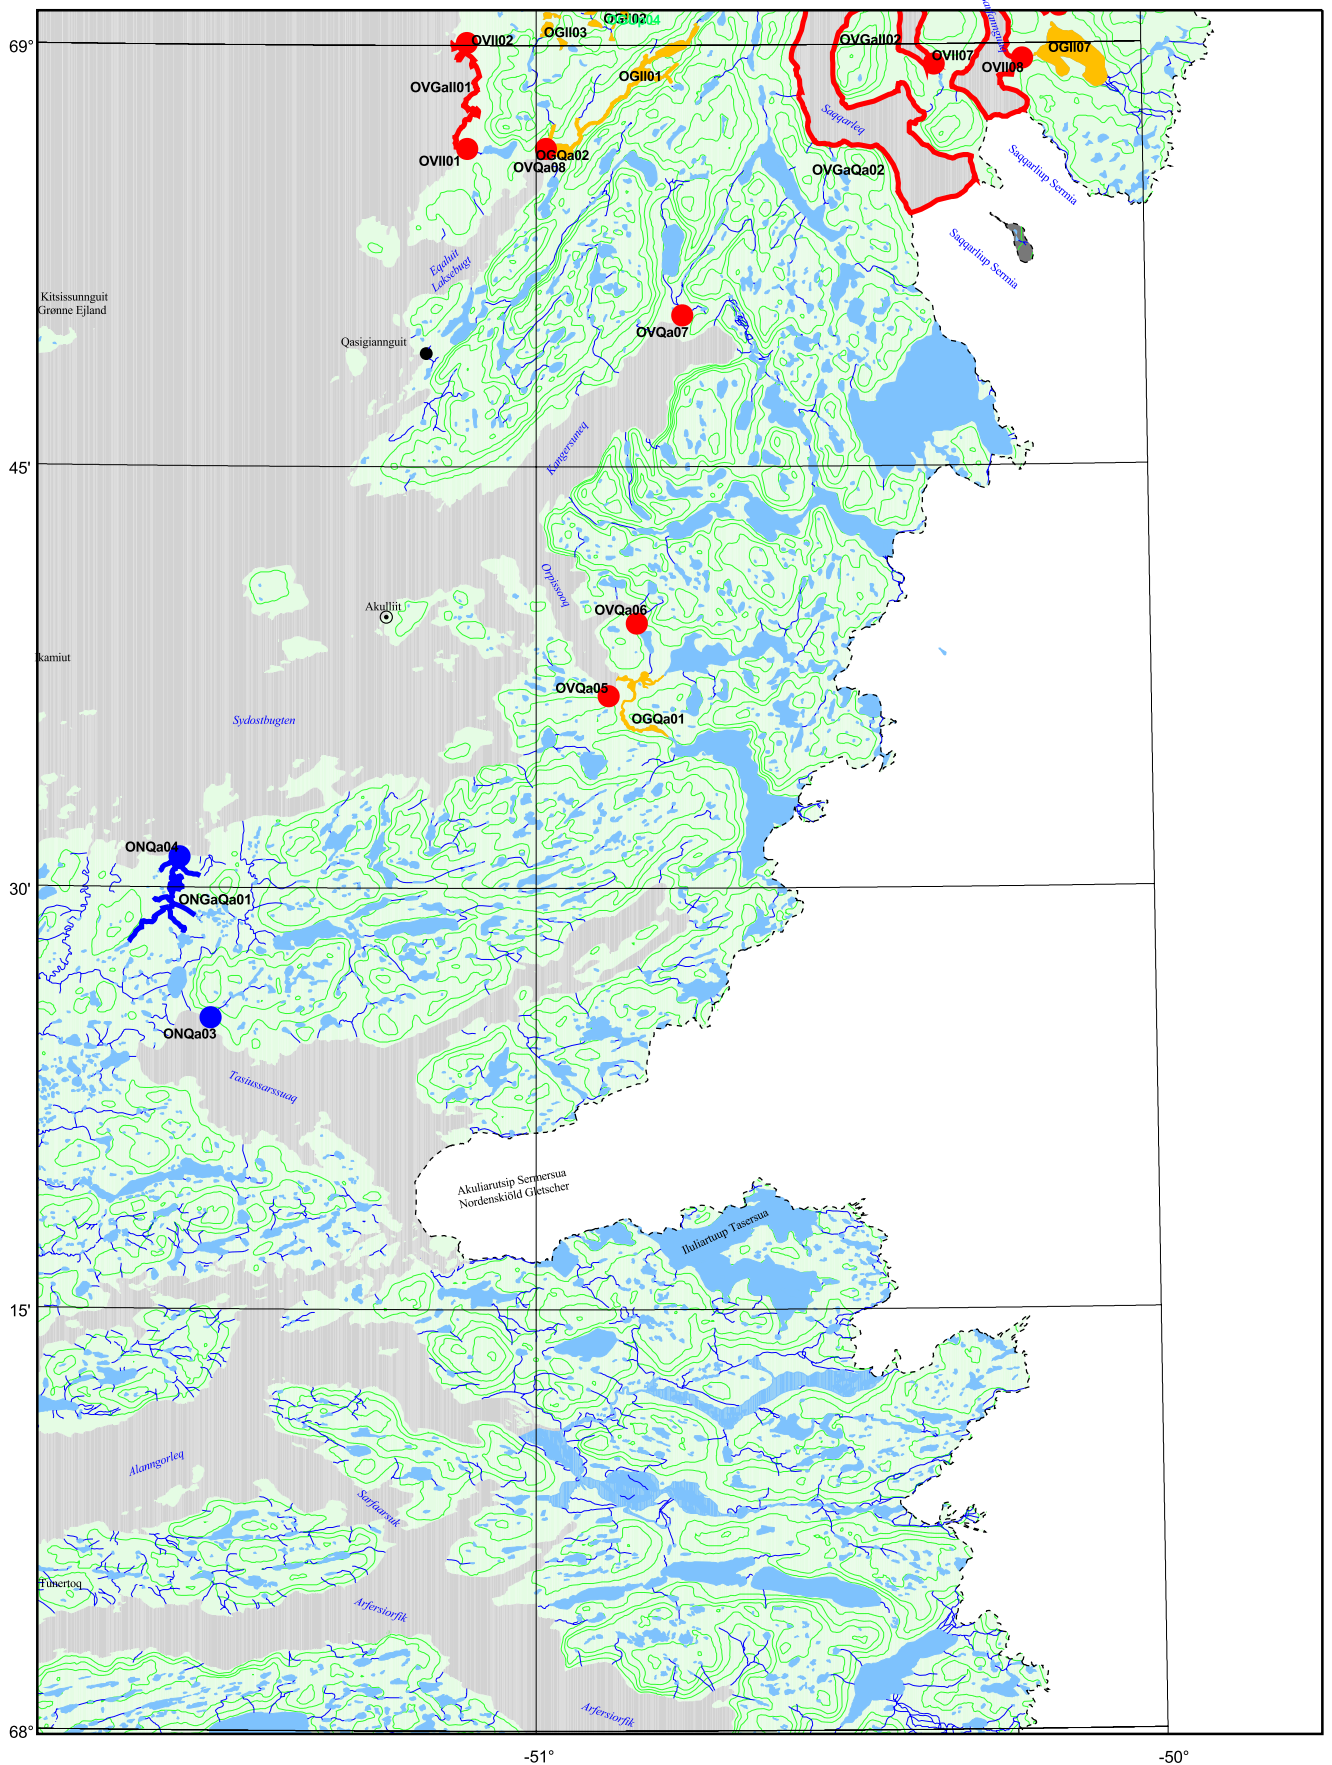 OGII02
OGII03
OVII02
OVGaII02
OGII07
69°
OVII07
OVII08
OGII01
OVGaII01
Saqqarleq
OVII01
OGQa02
OVQa08
OVGaQa02
Saqqarliup Sermia
Saqqarliup Sermia
Eqaluit
Laksebugt
Kitsissunnguit
Grønne Ejland
OVQa07
Qasigiannguit
Kangersuneq
45'
Orpissooq
Akulliit
OVQa06
Ikamiut
OVQa05
Sydostbugten
OGQa01
ONQa04
30'
ONGaQa01
ONQa03
Tasiussarssuaq
Akuliarutsip Sermersua
Nordenskiöld Gletscher
Iluliartuup Tasersua
15'
Alanngorleq
Sarfaarsuk
Tunertoq
Arfersiorfik
Arfersiorfik
68°
-51°
-50°